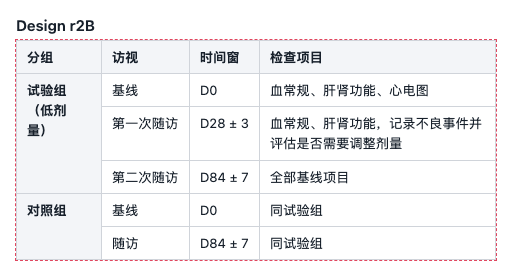 Design r2B
分组 访视 时间窗 检查项目
试验组（低剂量） 基线 D0 血常规、肝肾功能、心电图
第一次随访 D28 ± 3 血常规、肝肾功能，记录不良事件并
评估是否需要调整剂量
第二次随访 D84 ± 7 全部基线项目
对照组 基线 D0 同试验组
随访 D84 ± 7 同试验组